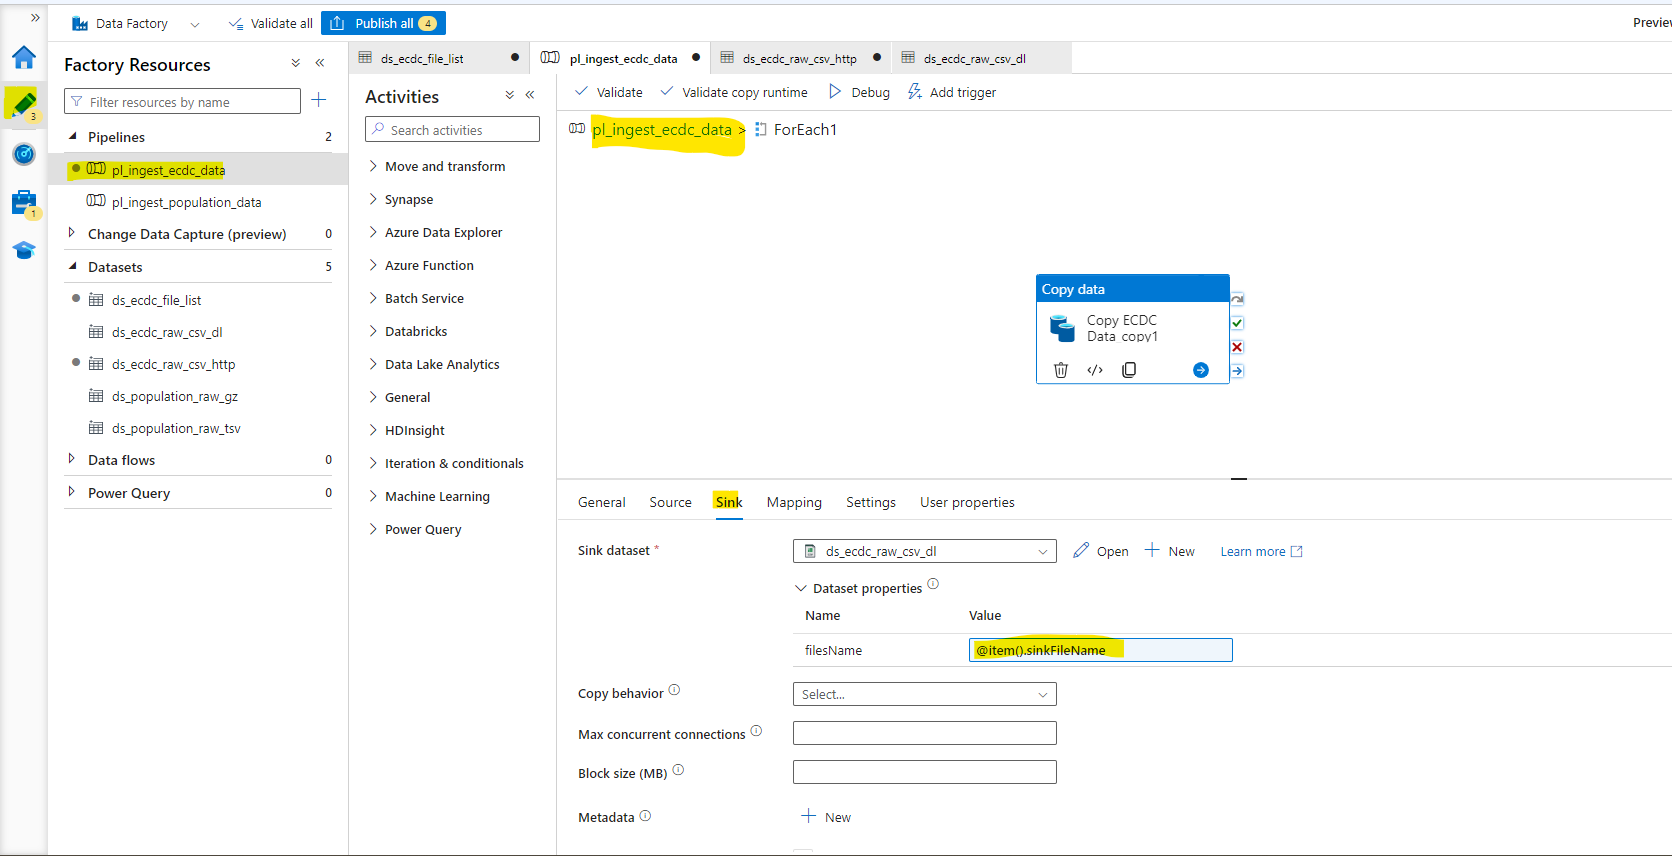 »
Data Factory
Validate all
Publish all 4
Preview
Factory Resources
Filter resources by name
3
1
Pipelines 2
pl_ingest_ecdc_data
pl_ingest_population_data
Change Data Capture (preview) 0
Datasets 5
ds_ecdc_file_list
ds_ecdc_raw_csv_dl
ds_ecdc_raw_csv_http
ds_population_raw_gz
ds_population_raw_tsv
Data flows 0
Power Query 0
ds_ecdc_file_list
pl_ingest_ecdc_data
ds_ecdc_raw_csv_http
ds_ecdc_raw_csv_dl
Activities
Search activities
Move and transform
Synapse
Azure Data Explorer
Azure Function
Batch Service
Databricks
Data Lake Analytics
General
HDInsight
Iteration & conditionals
Machine Learning
Power Query
Validate
Validate copy runtime
Debug
Add trigger
pl_ingest_ecdc_data > ForEach1
Copy data
Copy ECDC
Data_copy1
General
Source
Sink
Mapping
Settings
User properties
Sink dataset *
ds_ecdc_raw_csv_dl
Open
New
Learn more
Dataset properties
Name Value
filesName @item().sinkFileName
Copy behavior
Select...
Max concurrent connections
Block size (MB)
Metadata
New